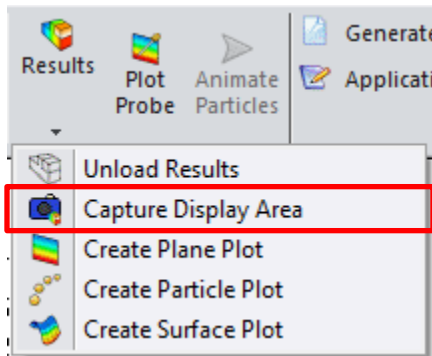 Results
Plot
Probe
Animate
Particles
Generate
Applicati
Unload Results
Capture Display Area
Create Plane Plot
Create Particle Plot
Create Surface Plot